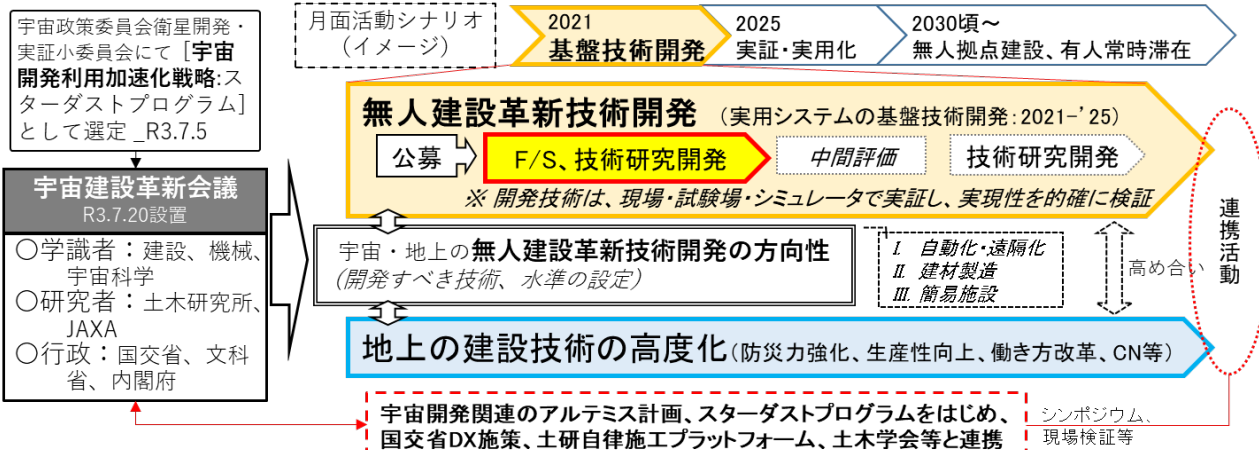 宇宙政策委員会衛星開発・
実証小委員会にて［宇宙
開発利用加速化戦略:ス
ターダストプログラム］
として選定_R3.7.5
宇宙建設革新会議
R3.7.20設置
○学識者：建設、機械、
宇宙科学
○研究者：土木研究所、
JAXA
○行政：国交省、文科
省、内閣府
月面活動シナリオ
（イメージ）
2021
基盤技術開発
2025
実証・実用化
2030頃～
無人拠点建設、有人常時滞在
無人建設革新技術開発（実用システムの基盤技術開発:2021-’25）
公募
F/S、技術研究開発
中間評価
技術研究開発
※ 開発技術は、現場・試験場・シミュレータで実証し、実現性を的確に検証
宇宙・地上の無人建設革新技術開発の方向性
（開発すべき技術、水準の設定）
Ⅰ. 自動化・遠隔化
Ⅱ. 建材製造
Ⅲ. 簡易施設
高め合い
連携活動
地上の建設技術の高度化（防災力強化、生産性向上、働き方改革、CN等）
宇宙開発関連のアルテミス計画、スターダストプログラムをはじめ、
国交省DX施策、土研自律施工プラットフォーム、土木学会等と連携
シンポジウム、
現場検証等